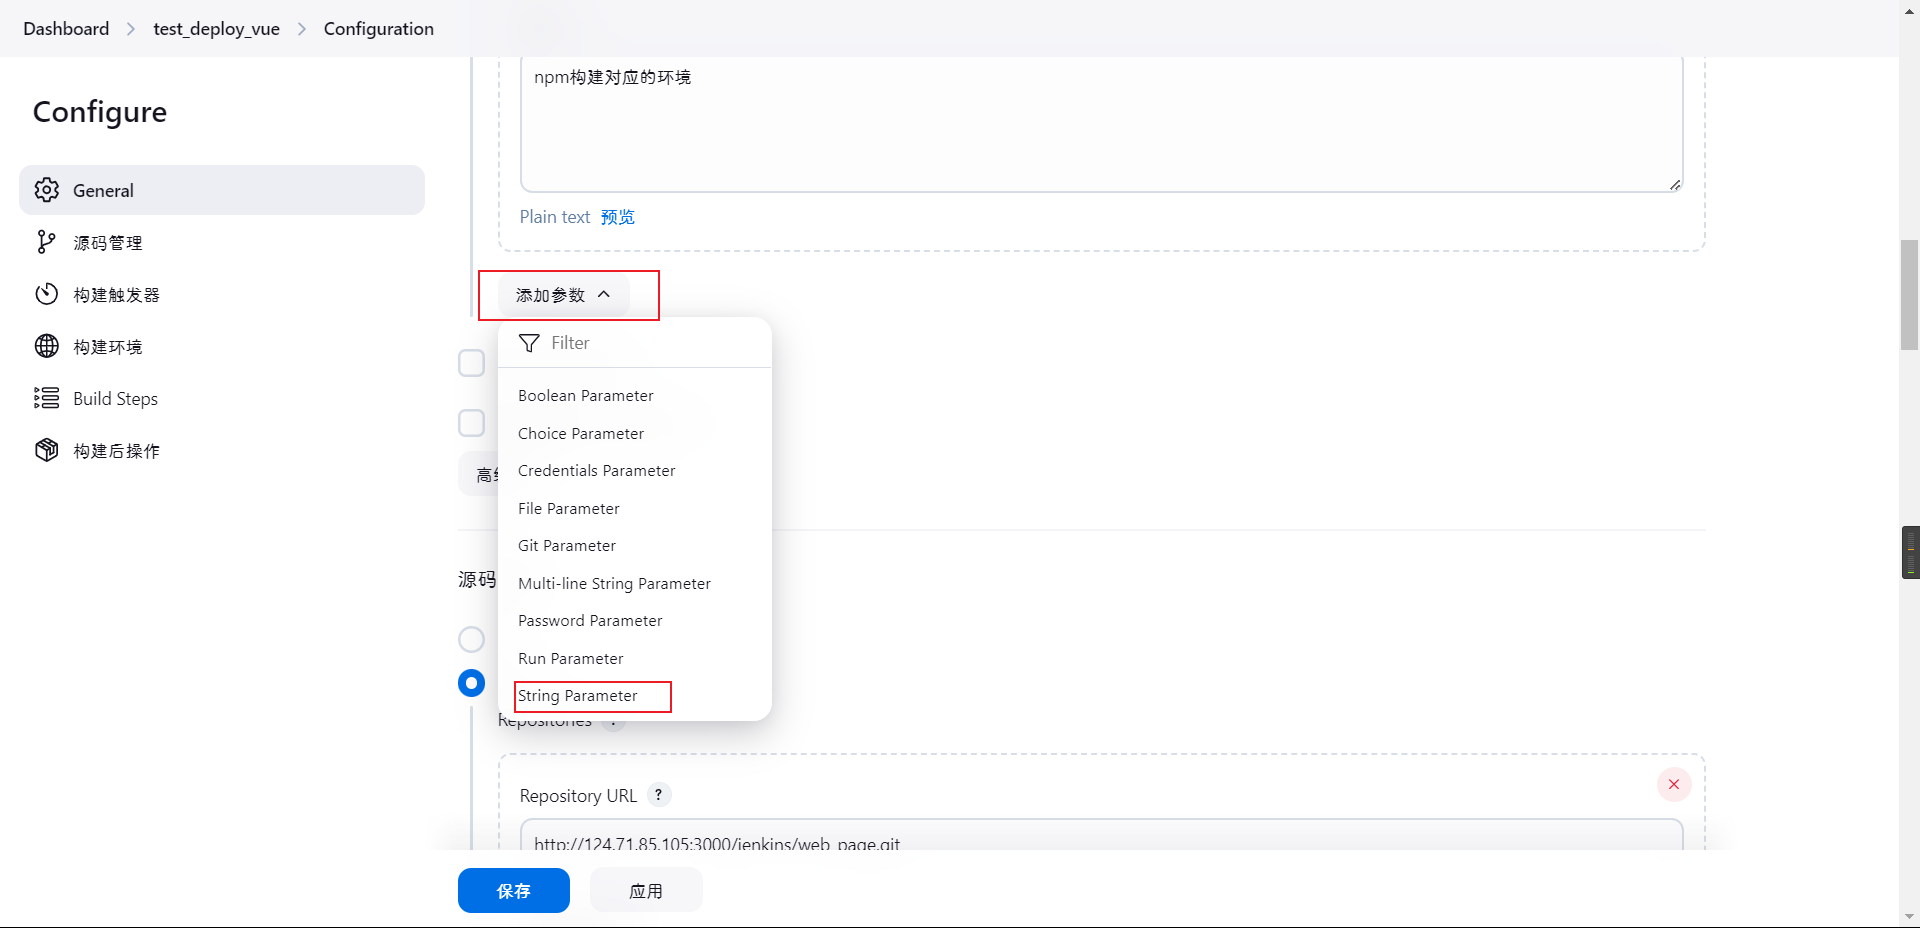 Dashboard > test_deploy_vue > Configuration
Configure
General
源码管理
构建触发器
构建环境
Build Steps
构建后操作
npm构建对应的环境
Plain text 预览
添加参数
Filter
Boolean Parameter
Choice Parameter
Credentials Parameter
高
File Parameter
Git Parameter
源码
Multi-line String Parameter
Password Parameter
Run Parameter
String Parameter
Repositories ?
Repository URL ?
http://124.71.85.105:3000/jenkins/web_page.git
保存
应用